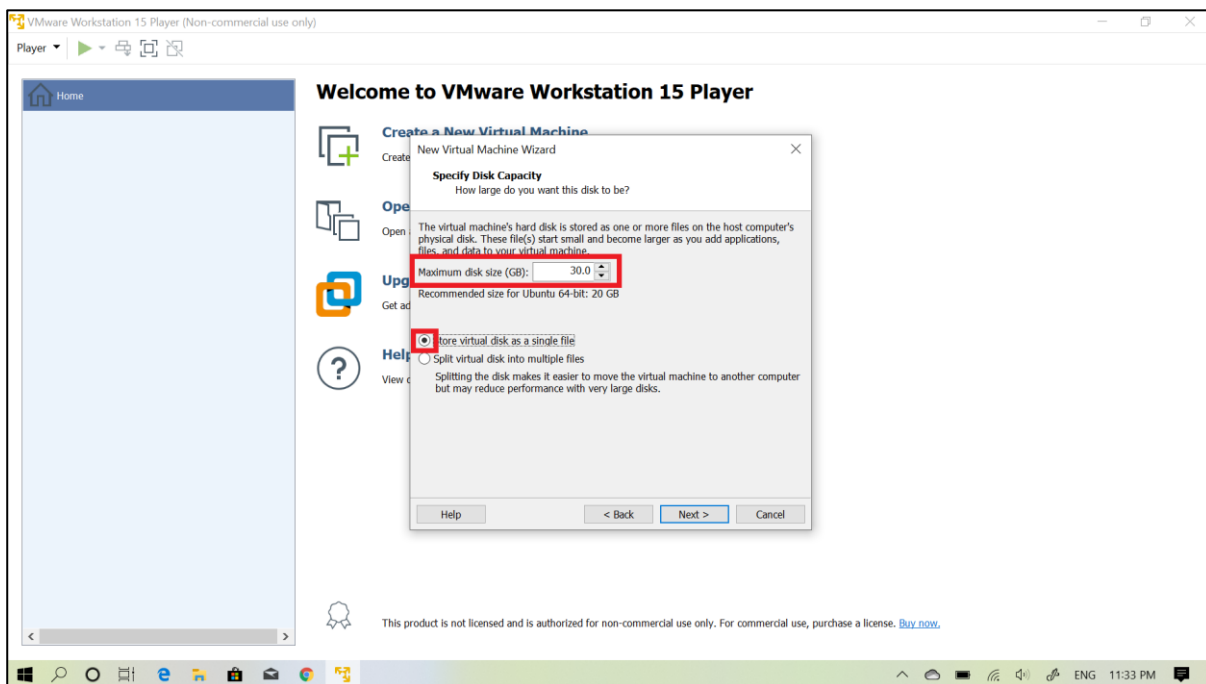 VMware Workstation 15 Player (Non-commercial use only)
Player
Home
Welcome to VMware Workstation 15 Player
Create a New Virtual Machine
Create
New Virtual Machine Wizard
Specify Disk Capacity
How large do you want this disk to be?
Ope
Open
The virtual machine's hard disk is stored as one or more files on the host computer's
physical disk. These file(s) start small and become larger as you add applications,
files, and data to your virtual machine.
Maximum disk size (GB): 30.0
Recommended size for Ubuntu 64-bit: 20 GB
Upg
Get ad
Store virtual disk as a single file
Split virtual disk into multiple files
Splitting the disk makes it easier to move the virtual machine to another computer
but may reduce performance with very large disks.
Help
View
Help < Back Next > Cancel
This product is not licensed and is authorized for non-commercial use only. For commercial use, purchase a license. Buy now.
ENG 11:33 PM